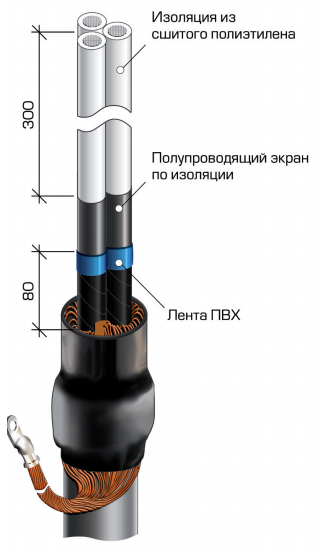 Изоляция из
сшитого полиэтилена
300
Полупроводящий экран
по изоляции
80
Лента ПВХ